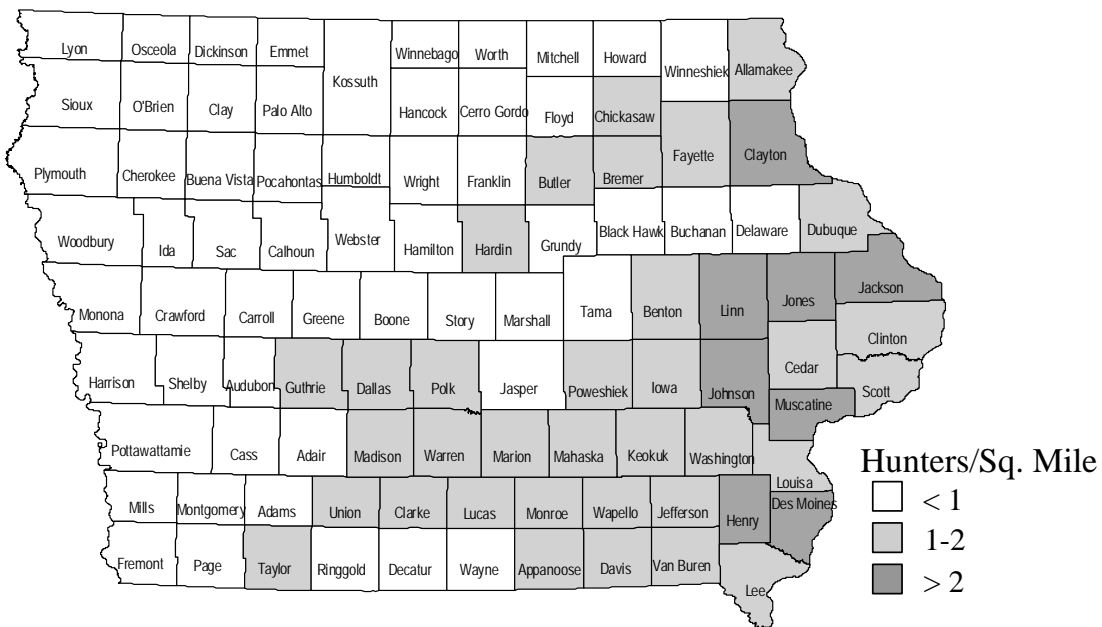 Lyon Osceola Dickinson Emmet Kossuth Winnebago Worth Mitchell Howard Winneshiek Allamakee
Sioux O'Brien Clay Palo Alto Hancock Cerro Gordo Floyd Chickasaw
Plymouth Cherokee Buena Vista Pocahontas Humboldt Wright Franklin Butler Bremer Fayette Clayton
Woodbury Ida Sac Calhoun Webster Hamilton Hardin Grundy Black Hawk Buchanan Delaware Dubuque
Monona Crawford Carroll Greene Boone Story Marshall Tama Benton Linn Jones Jackson
Clinton
Harrison Shelby Audubon Guthrie Dallas Polk Jasper Poweshiek Iowa Johnson Cedar Scott
Muscatine
Pottawattamie Cass Adair Madison Warren Marion Mahaska Keokuk Washington
Louisa
Mills Montgomery Adams Union Clarke Lucas Monroe Wapello Jefferson Henry Des Moines
Fremont Page Taylor Ringgold Decatur Wayne Appanoose Davis Van Buren Lee
Hunters/Sq. Mile
< 1
1-2
> 2